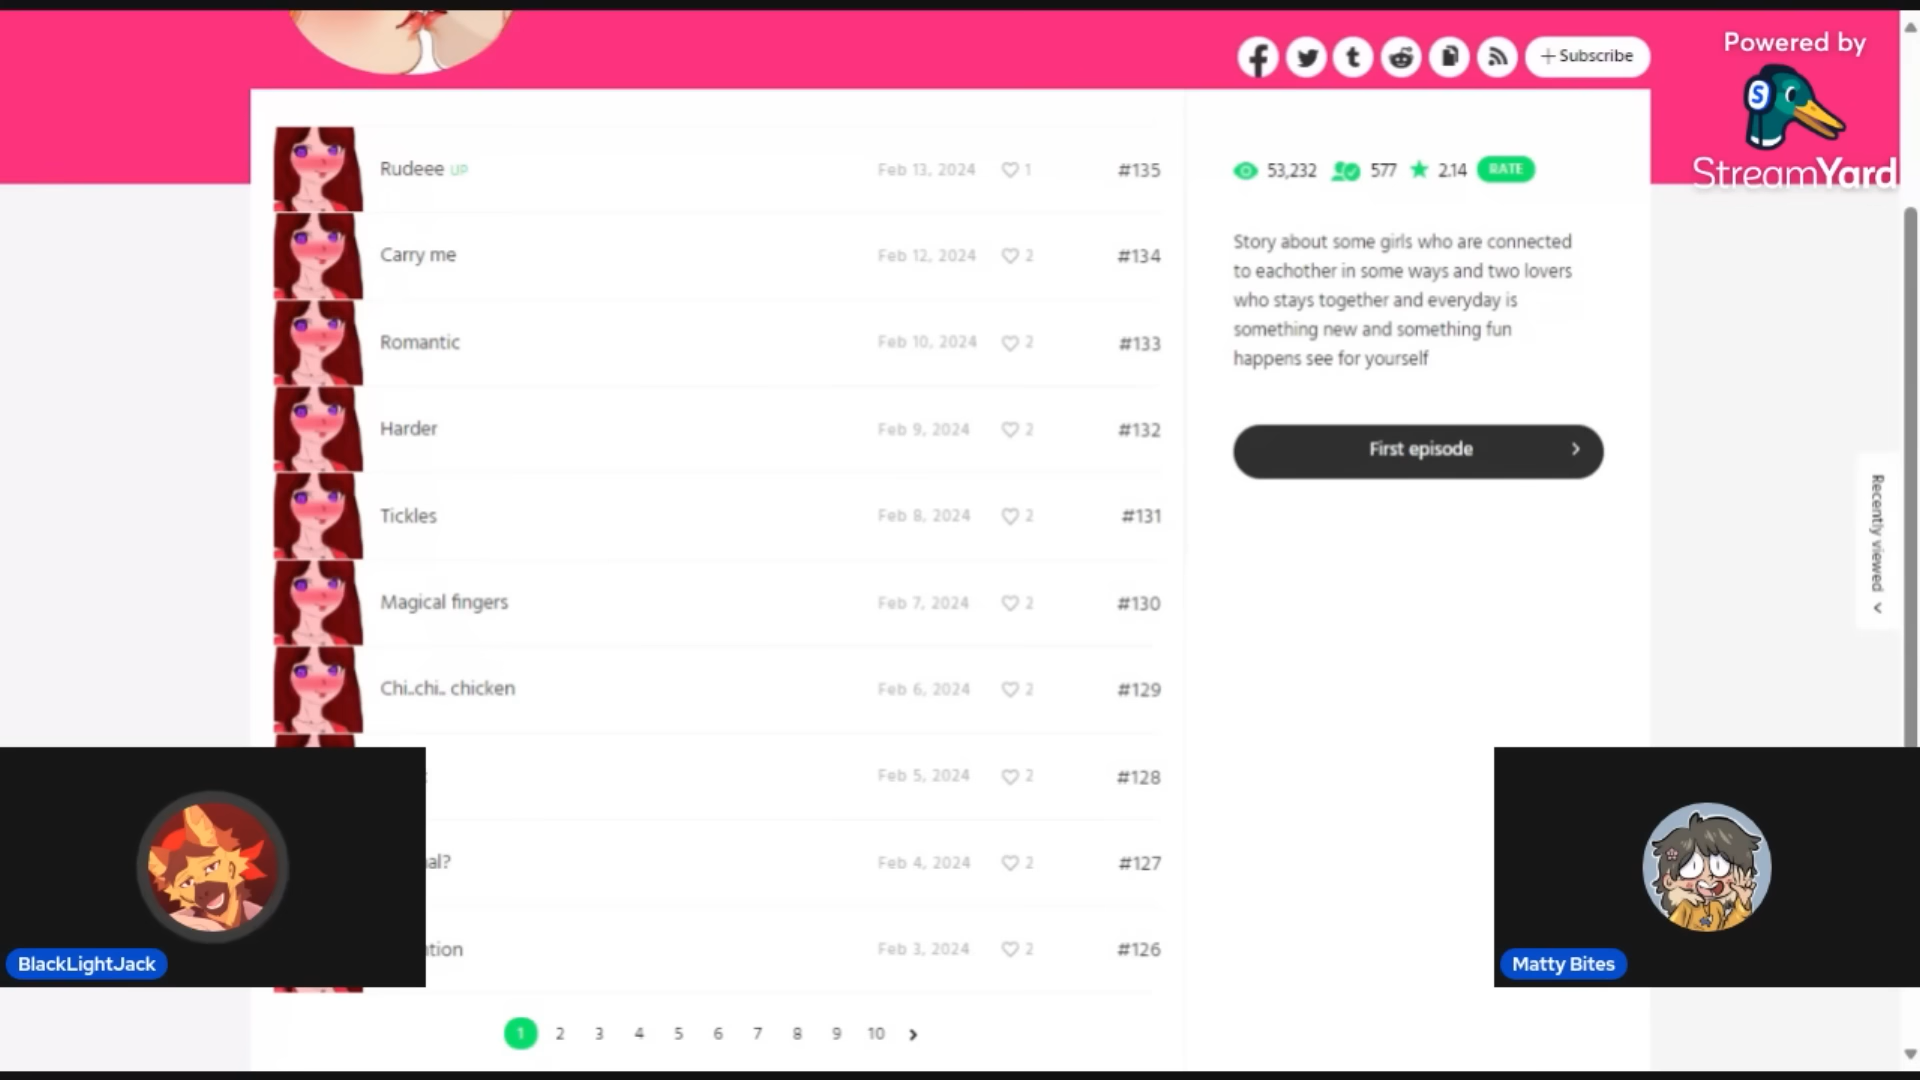 Powered by
StreamYard
+ Subscribe
Rudeee UP Feb 13, 2024 1 #135
Carry me Feb 12, 2024 2 #134
Romantic Feb 10, 2024 2 #133
Harder Feb 9, 2024 2 #132
Tickles Feb 8, 2024 2 #131
Magical fingers Feb 7, 2024 2 #130
Chi..chi.. chicken Feb 6, 2024 2 #129
Feb 5, 2024 2 #128
al? Feb 4, 2024 2 #127
tion Feb 3, 2024 2 #126
1 2 3 4 5 6 7 8 9 10
53,232 577 2.14 RATE
Story about some girls who are connected
to eachother in some ways and two lovers
who stays together and everyday is
something new and something fun
happens see for yourself
First episode
Recently viewed
BlackLightJack
Matty Bites